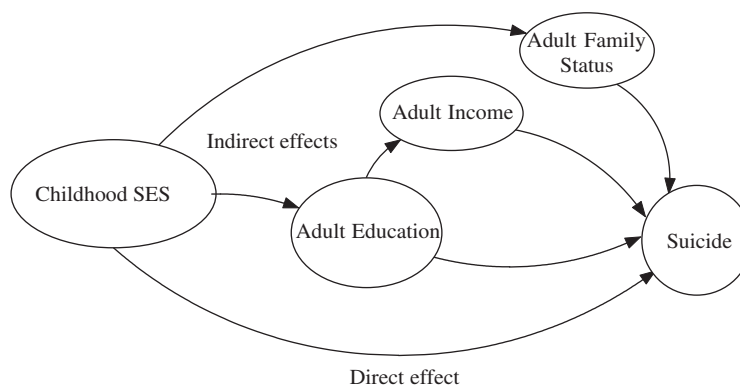 Adult Family
Status
Adult Income
Indirect effects
Childhood SES
Adult Education
Suicide
Direct effect